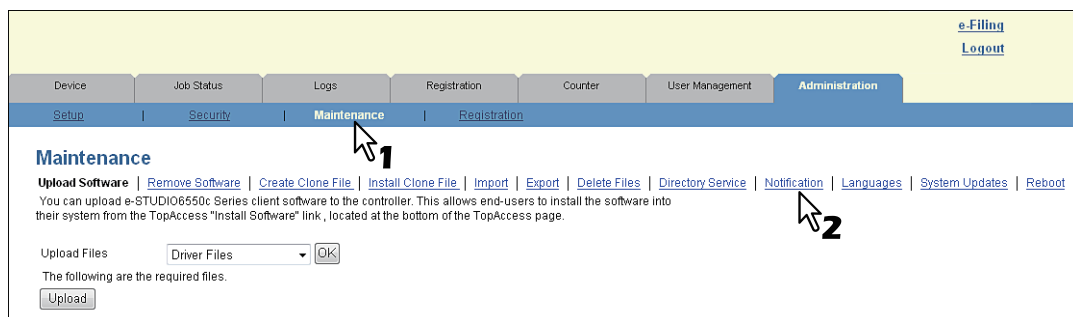 e-Filing
Logout
Device Job Status Logs Registration Counter User Management Administration
Setup | Security | Maintenance | Registration
1
Maintenance
Upload Software | Remove Software | Create Clone File | Install Clone File | Import | Export | Delete Files | Directory Service | Notification | Languages | System Updates | Reboot
You can upload e-STUDIO6550c Series client software to the controller. This allows end-users to install the software into
their system from the TopAccess "Install Software" link , located at the bottom of the TopAccess page.
2
Upload Files Driver Files OK
The following are the required files.
Upload